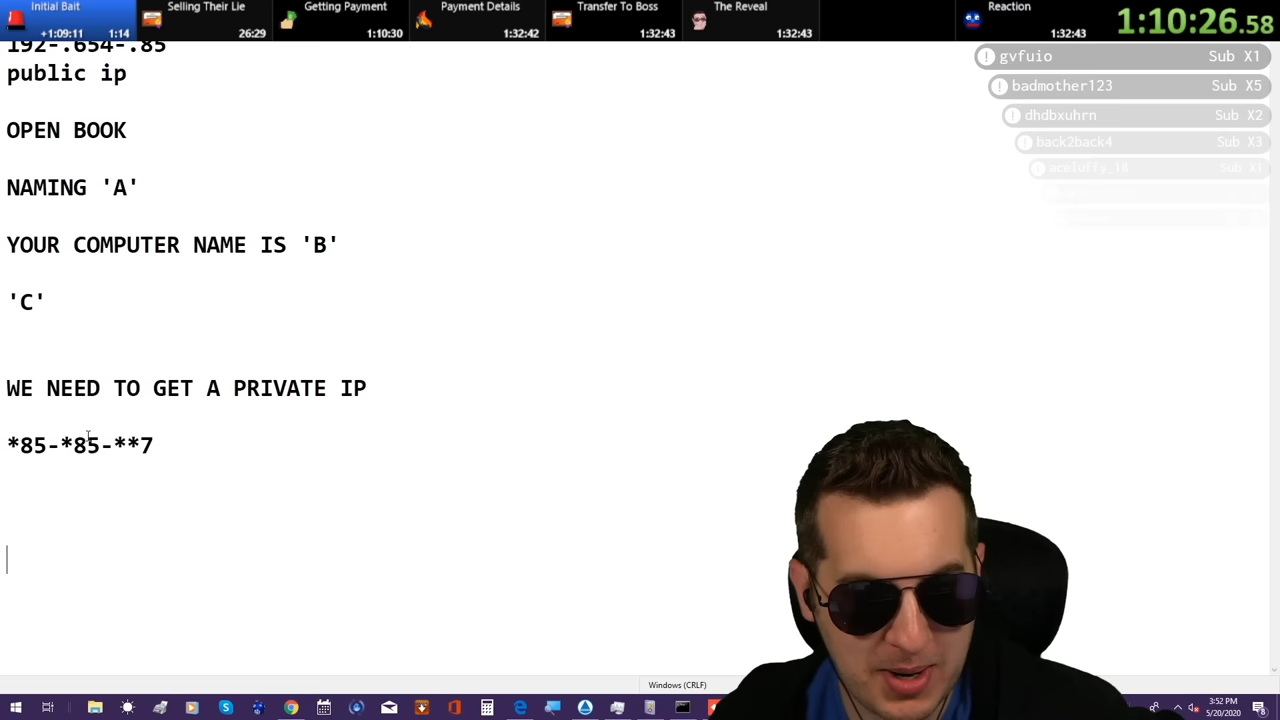 Initial Bait
+1:09:11 1:14
Selling Their Lie
26:29
Getting Payment
1:10:30
Payment Details
1:32:42
Transfer To Boss
1:32:43
The Reveal
1:32:43
Reaction
1:32:43
1:10:26.58
192-.654-.85
public ip
OPEN BOOK
NAMING 'A'
YOUR COMPUTER NAME IS 'B'
'C'
WE NEED TO GET A PRIVATE IP
*85-*85-**7
gvfuio Sub X1
badmother123 Sub X5
dhdbxuhrn Sub X2
back2back4 Sub X3
aceluffy_18 Sub X1
Windows (CRLF)
3:52 PM
5/20/2020